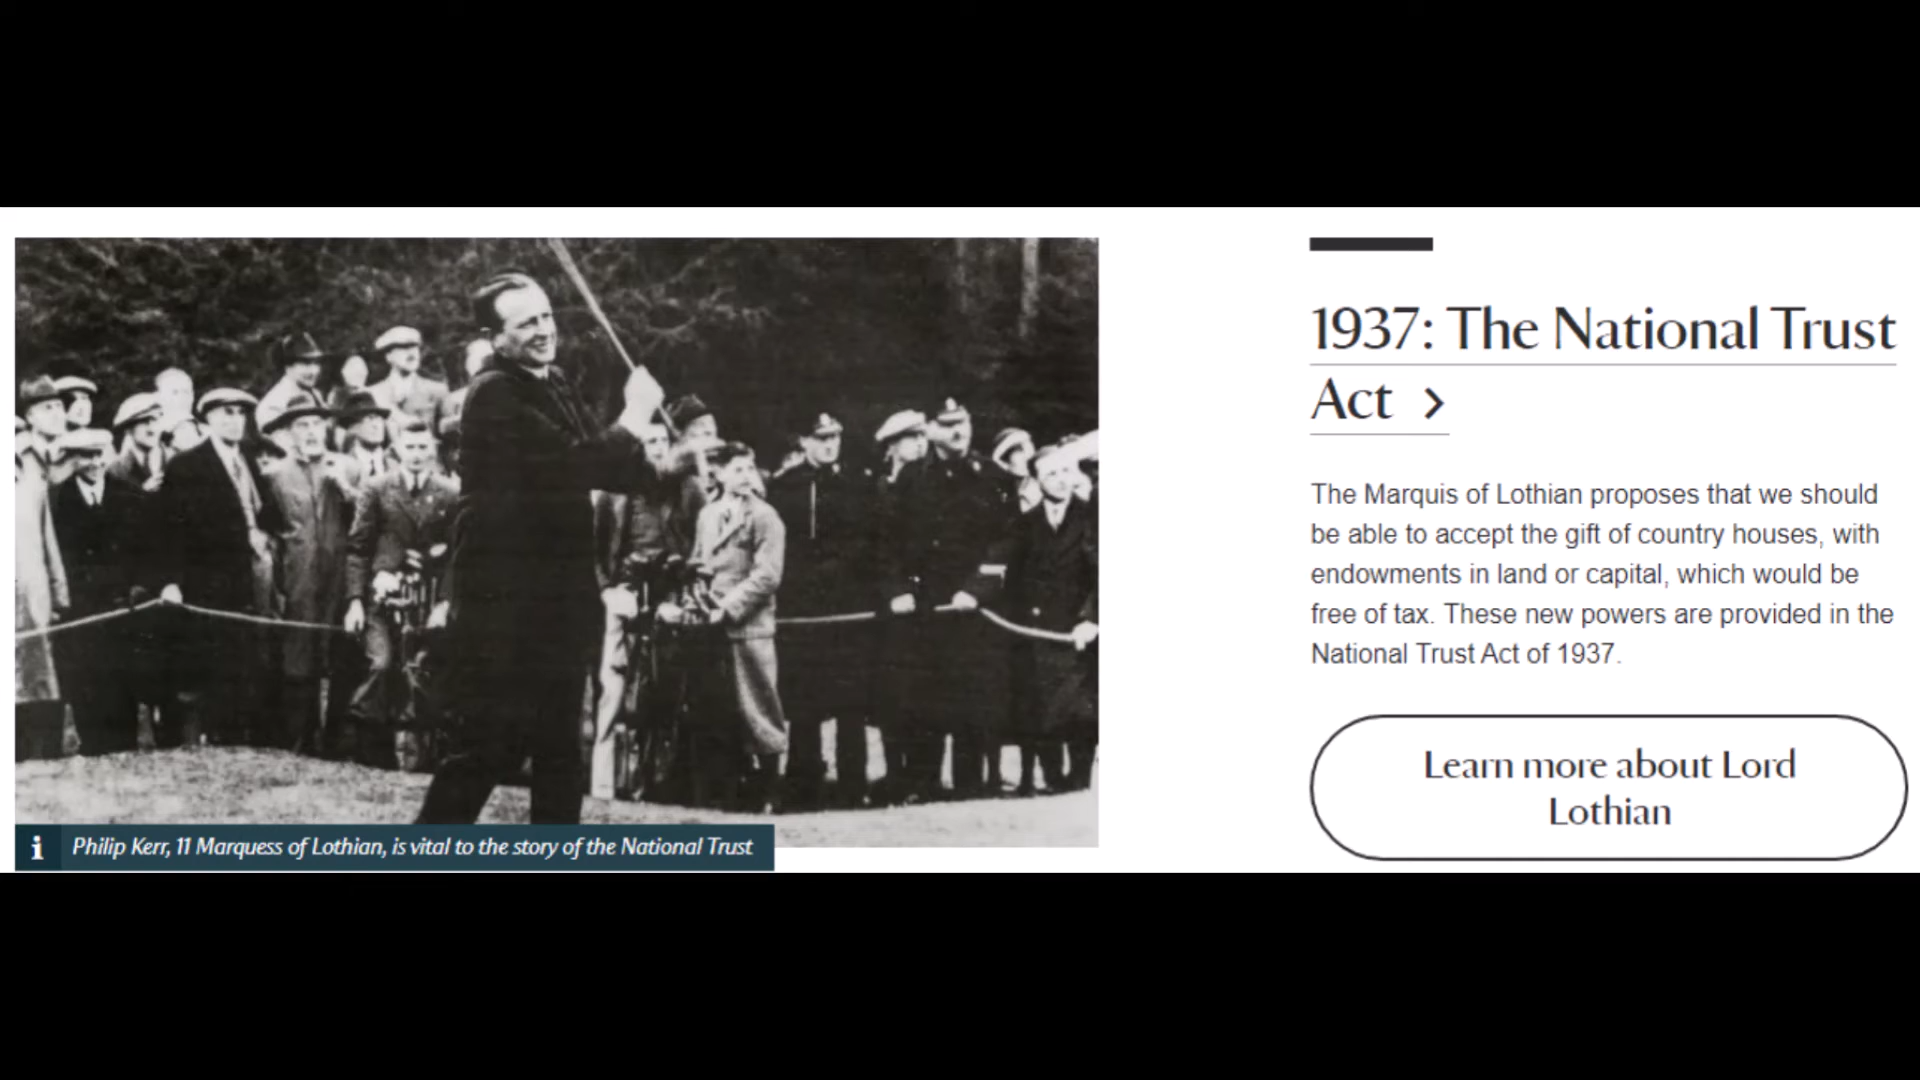 1937: The National Trust
Act >
The Marquis of Lothian proposes that we should
be able to accept the gift of country houses, with
endowments in land or capital, which would be
free of tax. These new powers are provided in the
National Trust Act of 1937.
Learn more about Lord
Lothian
i Philip Kerr, 11 Marquess of Lothian, is vital to the story of the National Trust